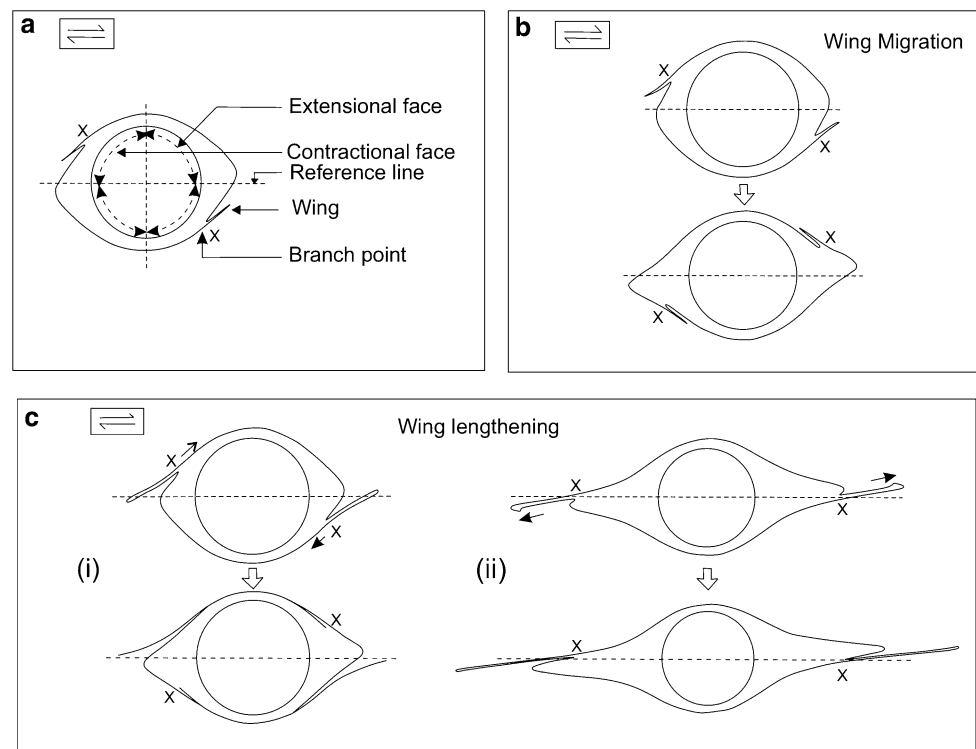 a
X
Extensional face
Contractional face
Reference line
Wing
X
Branch point
b
Wing Migration
X
X
X
X
c
Wing lengthening
X
X
X
X
(i)
(ii)
X
X
X
X